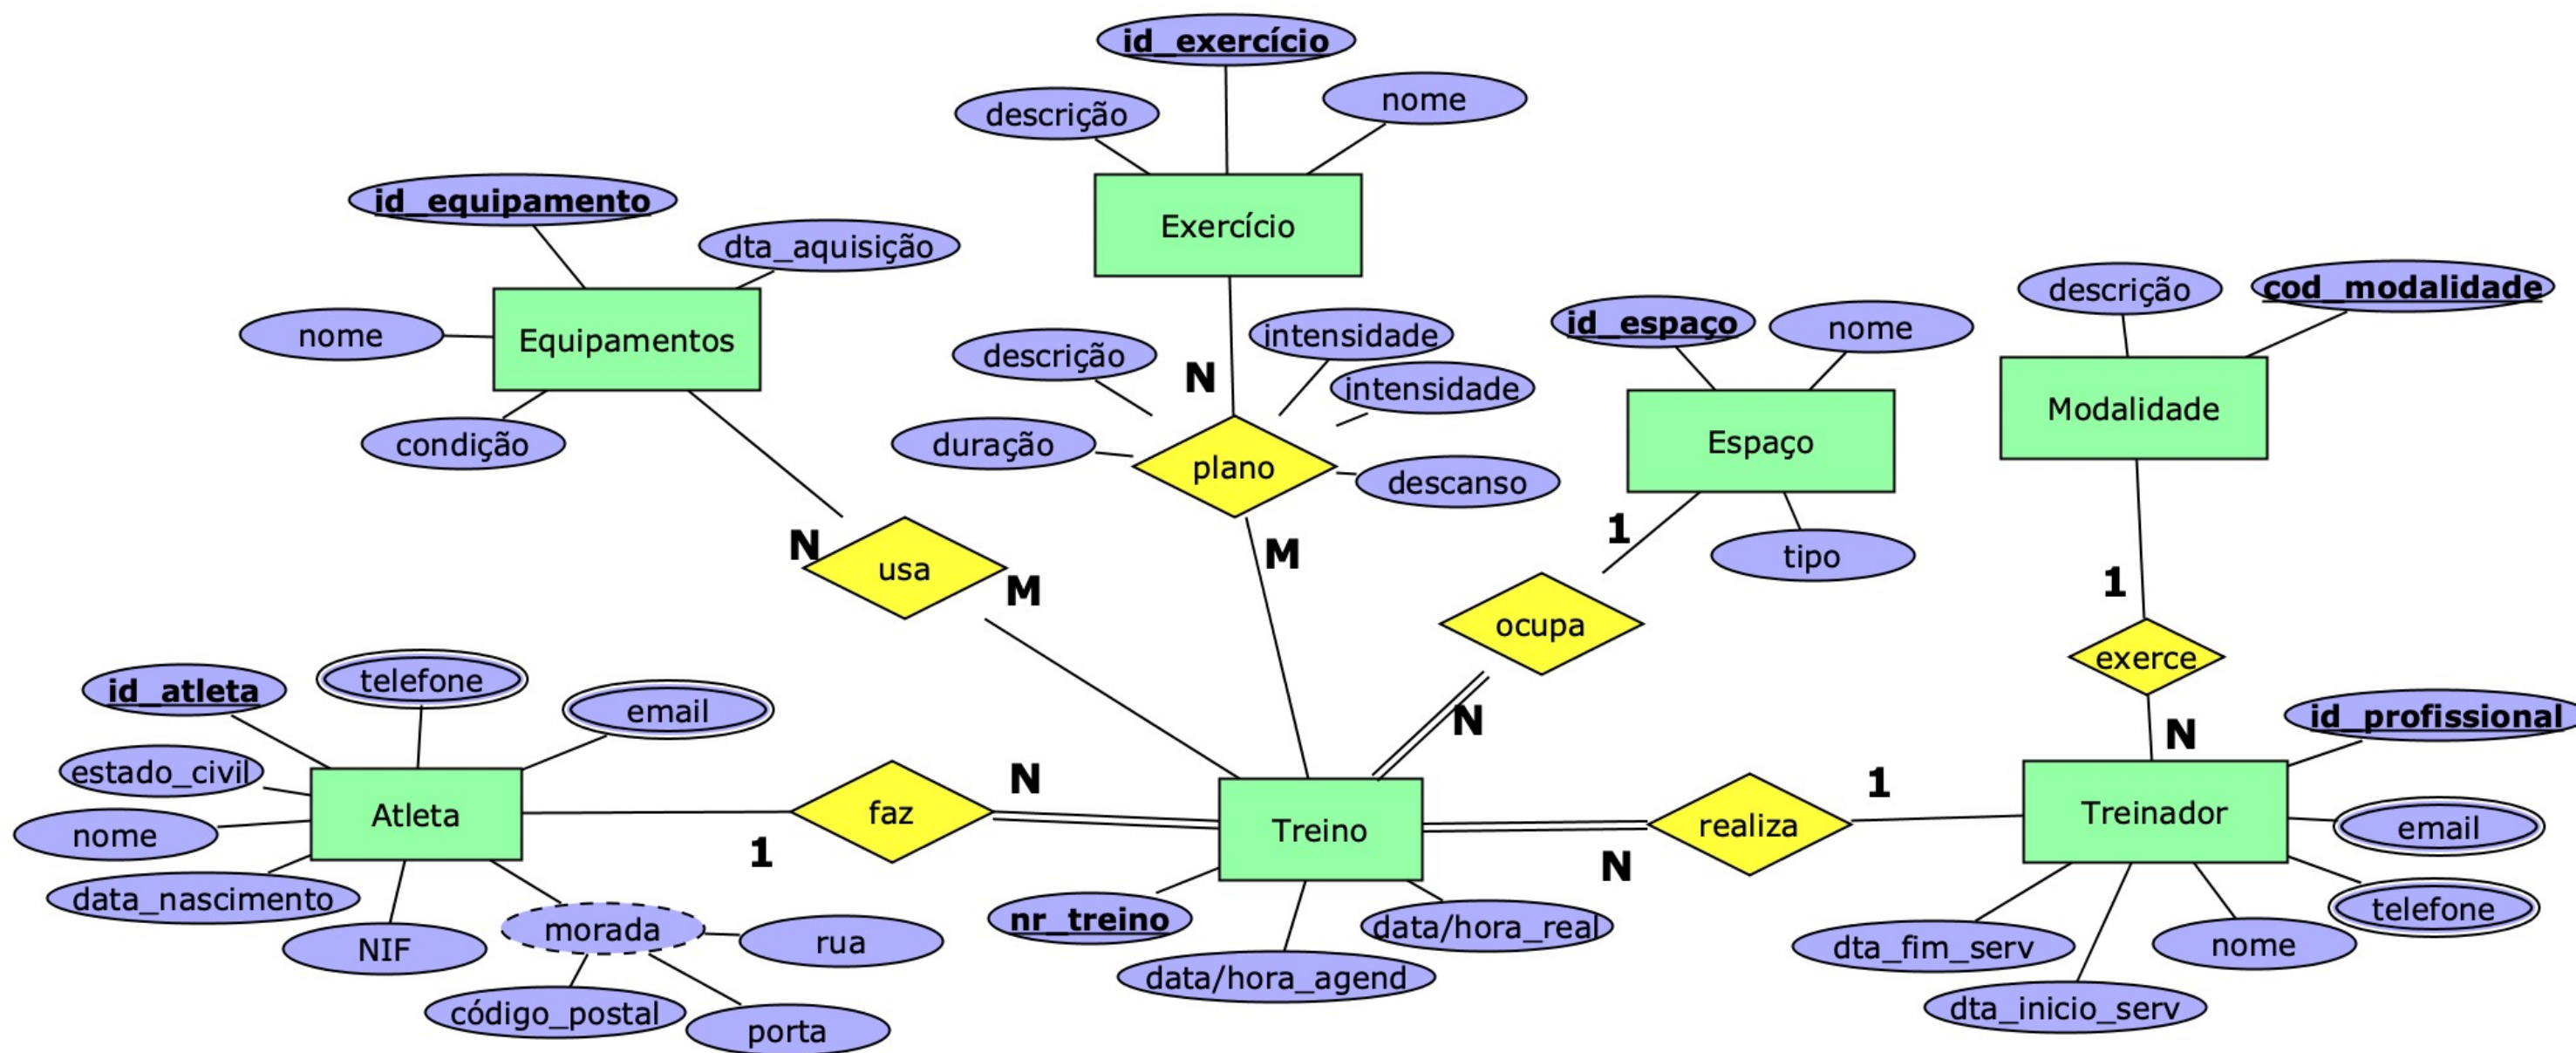 id_exercício
descrição
nome
Exercício
id_equipamento
dta_aquisição
nome
Equipamentos
condição
descrição
intensidade
intensidade
N
duração
plano
descanso
M
id_espaço
nome
Espaço
tipo
1
descrição
cod_modalidade
Modalidade
1
exerce
N
N
usa
M
ocupa
N
id_atleta
telefone
email
estado_civil
nome
Atleta
data_nascimento
NIF
morada
rua
código_postal
porta
1
faz
N
Treino
nr_treino
data/hora_real
data/hora_agend
N
realiza
1
Treinador
id_profissional
email
telefone
dta_fim_serv
nome
dta_inicio_serv